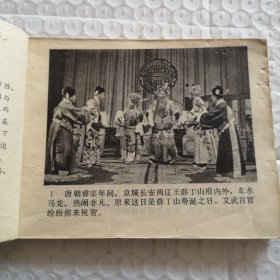 1 唐朝睿宗年间，京城长安两辽王薛丁山府内外，车水
马龙，热闹非凡。原来这日是薛丁山寿诞之日，文武百官
纷纷前来祝贺。